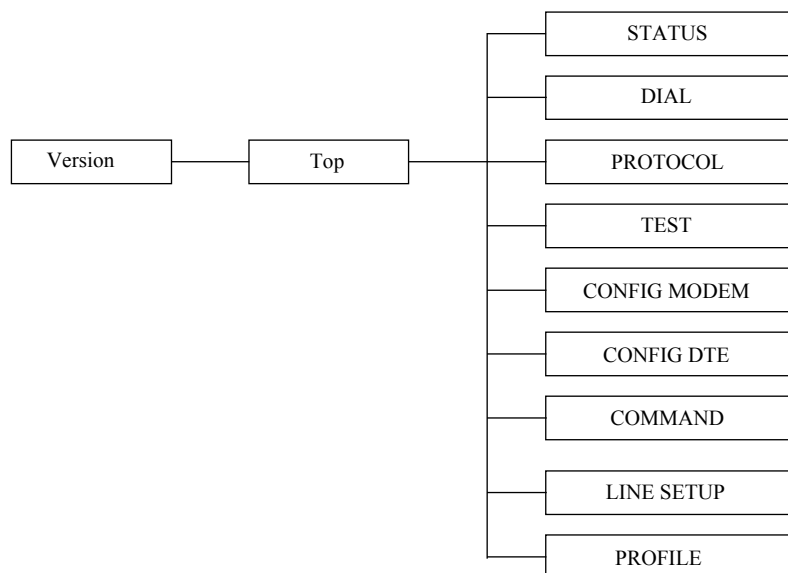 STATUS
DIAL
Version
Top
PROTOCOL
TEST
CONFIG MODEM
CONFIG DTE
COMMAND
LINE SETUP
PROFILE